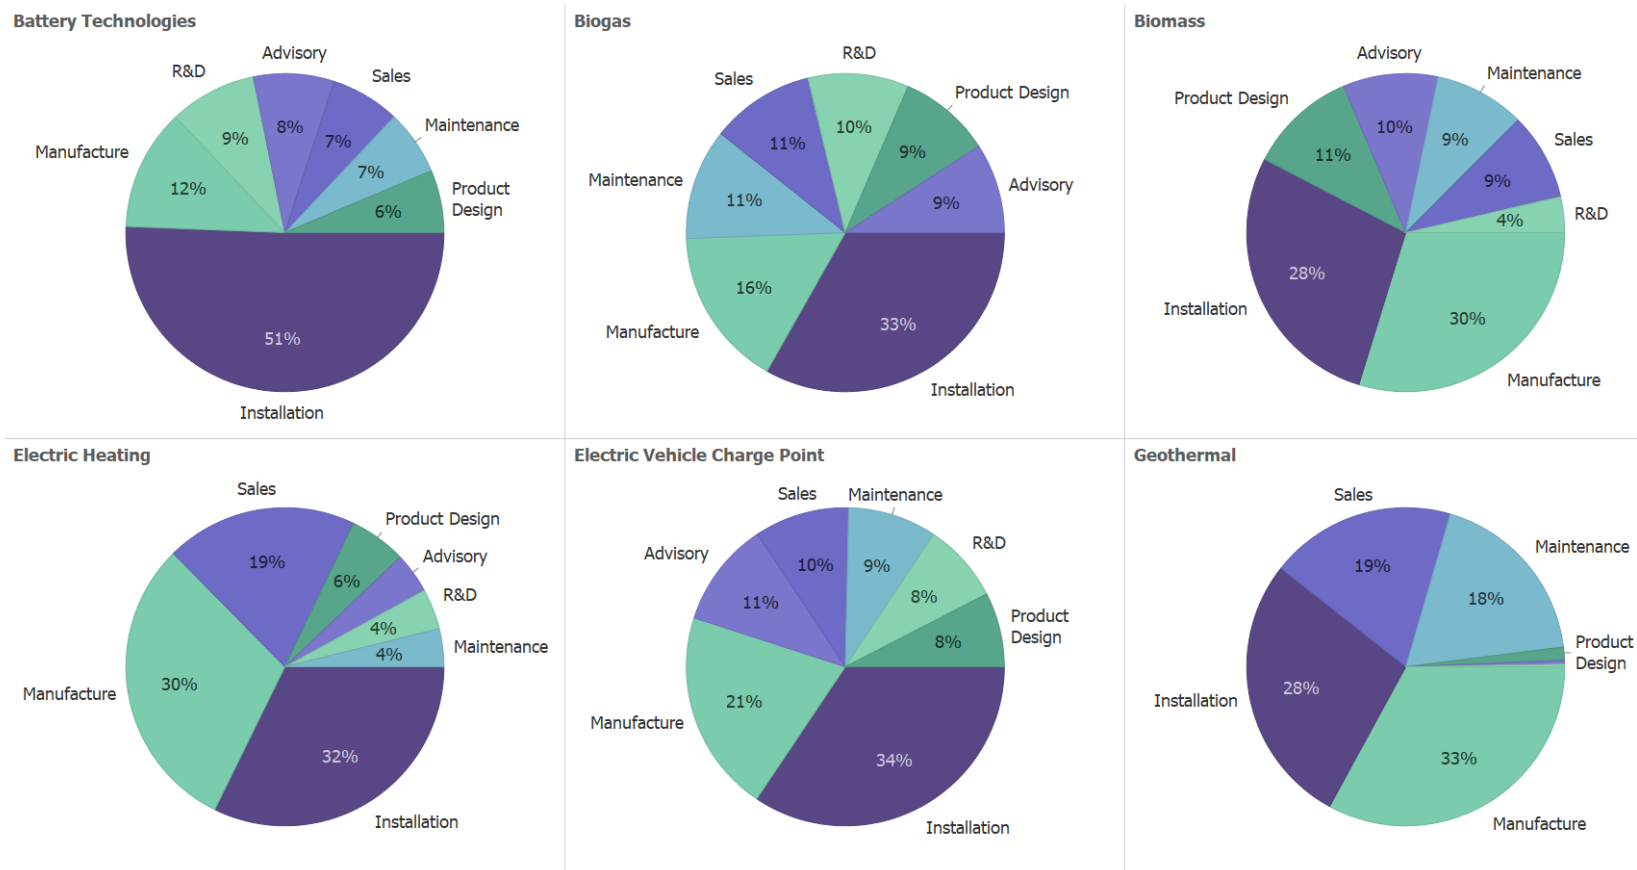 Battery Technologies
Advisory
R&D
Sales
Maintenance
Manufacture
Product
Design
8%
9%
7%
7%
12%
6%
51%
Installation
Biogas
R&D
Sales
Product Design
Maintenance
Advisory
10%
11%
9%
11%
9%
16%
Manufacture
33%
Installation
Biomass
Advisory
Maintenance
Product Design
Sales
R&D
10%
9%
11%
9%
4%
28%
Installation
30%
Manufacture
Electric Heating
Sales
Product Design
Advisory
R&D
Maintenance
19%
6%
4%
4%
30%
Manufacture
32%
Installation
Electric Vehicle Charge Point
Sales
Maintenance
Advisory
R&D
Product
Design
10%
9%
11%
8%
8%
21%
Manufacture
34%
Installation
Geothermal
Sales
Maintenance
Product
Design
19%
18%
28%
Installation
33%
Manufacture